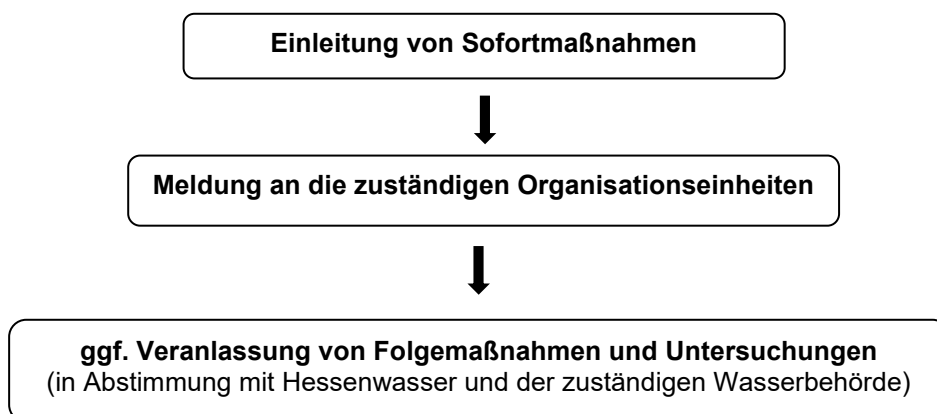 Einleitung von Sofortmaßnahmen
Meldung an die zuständigen Organisationseinheiten
ggf. Veranlassung von Folgemaßnahmen und Untersuchungen
(in Abstimmung mit Hessenwasser und der zuständigen Wasserbehörde)